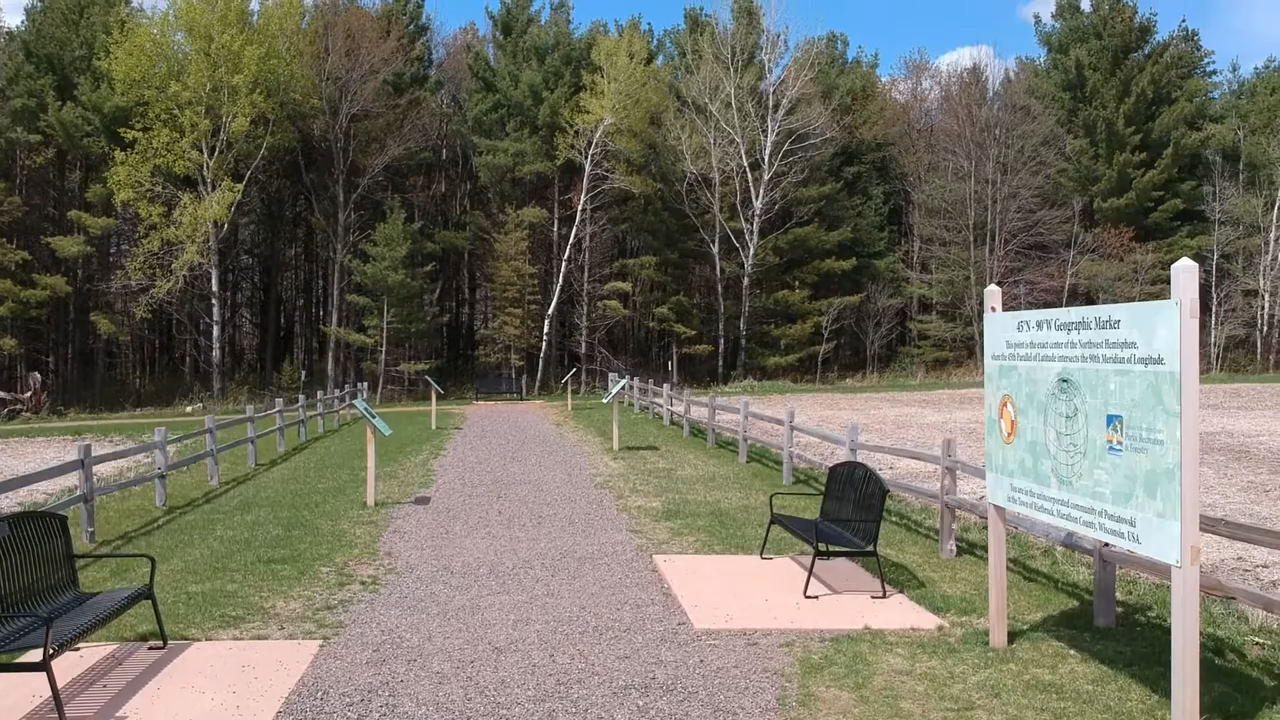 45°N - 90°W Geographic Marker
This point is the exact center of the Northwest Hemisphere,
where the 45th Parallel of Latitude intersects the 90th Meridian of Longitude.
Parks, Recreation
& Forestry
You are in the unincorporated community of Poniatowski
in the Town of Rietbrock, Marathon County, Wisconsin, USA.